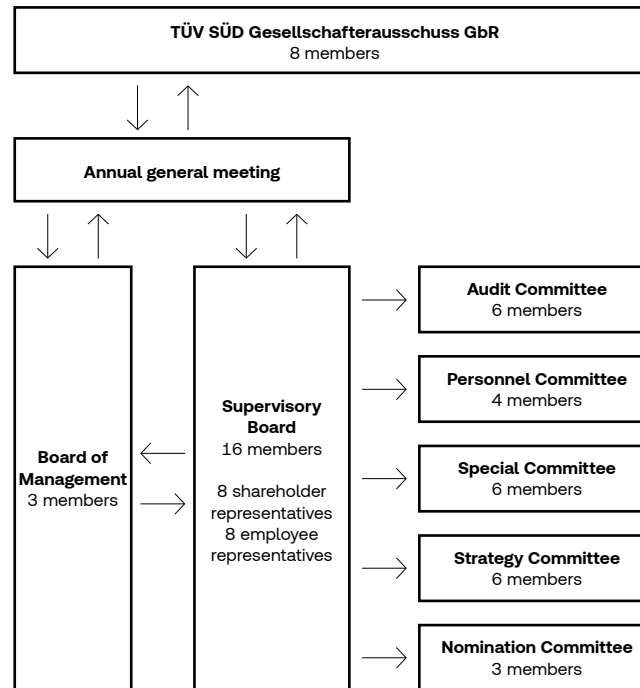 TÜV SÜD Gesellschafterausschuss GbR
8 members
Annual general meeting
Board of
Management
3 members
Supervisory
Board
16 members
8 shareholder
representatives
8 employee
representatives
Audit Committee
6 members
Personnel Committee
4 members
Special Committee
6 members
Strategy Committee
6 members
Nomination Committee
3 members